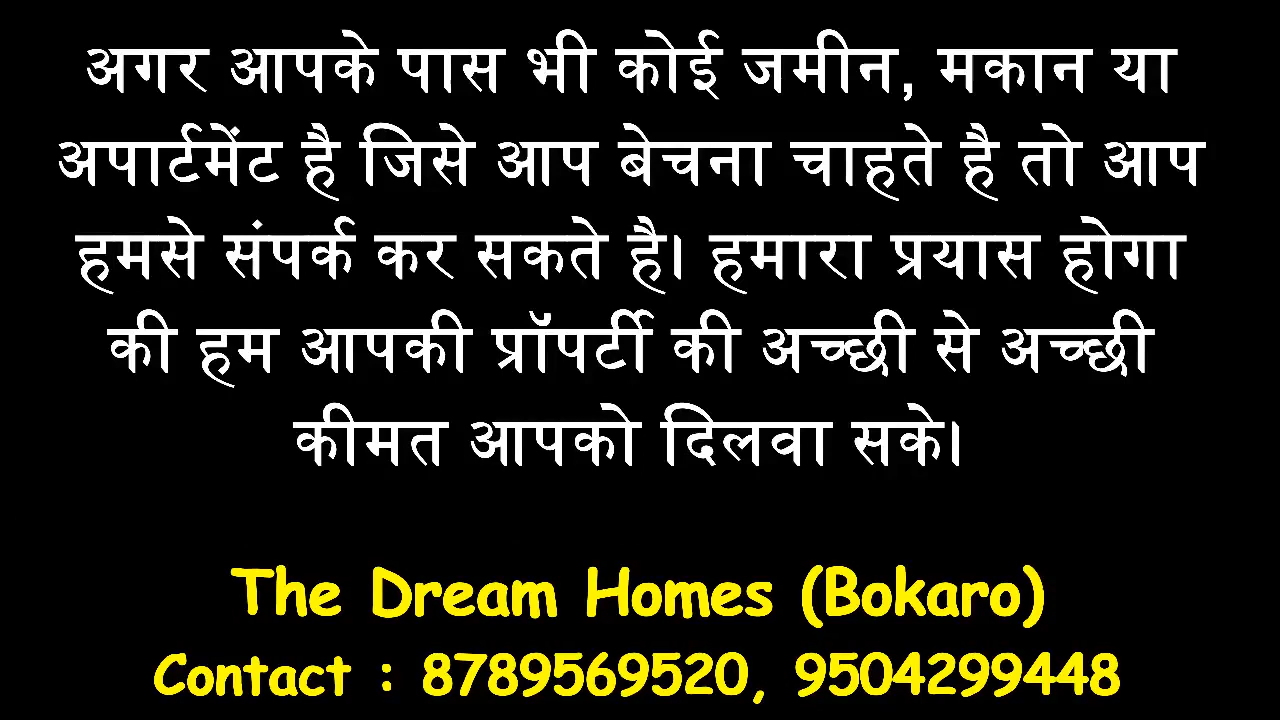 अगर आपके पास भी कोई जमीन, मकान या
अपार्टमेंट है जिसे आप बेचना चाहते है तो आप
हमसे संपर्क कर सकते है। हमारा प्रयास होगा
की हम आपकी प्रॉपर्टी की अच्छी से अच्छी
कीमत आपको दिलवा सके।
The Dream Homes (Bokaro)
Contact : 8789569520, 9504299448